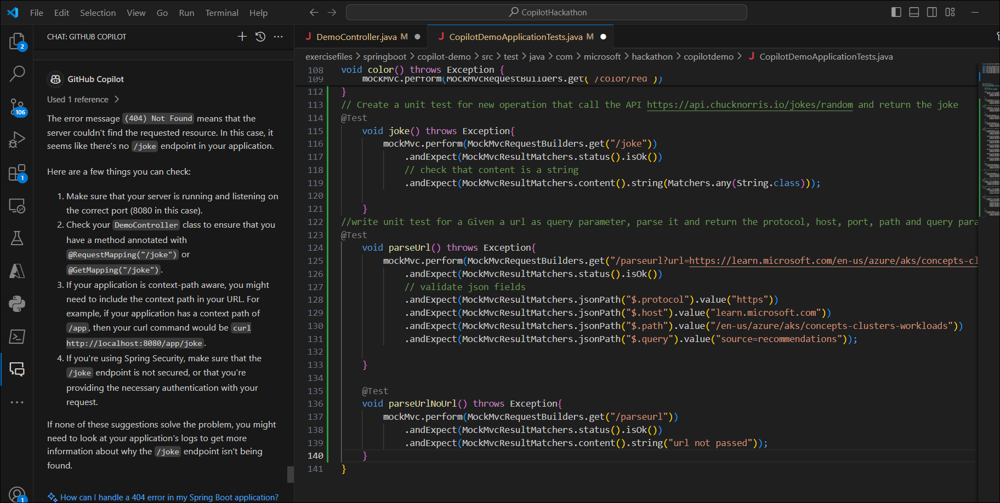 File Edit Selection View Go Run Terminal Help
CopilotHackathon
CHAT: GITHUB COPILOT
2
106
1
1
GitHub Copilot
Used 1 reference
The error message (404) Not Found means that the
server couldn't find the requested resource. In this case, it
seems like there's no /joke endpoint in your application.
Here are a few things you can check:
1. Make sure that your server is running and listening on
the correct port (8080 in this case).
2. Check your DemoController class to ensure that you
have a method annotated with
@RequestMapping("/joke") or
@GetMapping("/joke").
3. If your application is context-path aware, you might
need to include the context path in your URL. For
example, if your application has a context path of
/app, then your curl command would be curl
http://localhost:8080/app/joke.
4. If you're using Spring Security, make sure that the
/joke endpoint is not secured, or that you're
providing the necessary authentication with your
request.
If none of these suggestions solve the problem, you might
need to look at your application's logs to get more
information about why the /joke endpoint isn't being
found.
How can I handle a 404 error in my Spring Boot application?
J DemoController.java M
J CopilotDemoApplicationTests.java M
exercisefiles > springboot > copilot-demo > src > test > java > com > microsoft > hackathon > copilotdemo > J CopilotDemoApplicationTests.java
108 void color() throws Exception {
109 mockMvc.perform(MockMvcRequestBuilders.get( /color/red ))
112 }
113 // Create a unit test for new operation that call the API https://api.chucknorris.io/jokes/random and return the joke
114 @Test
115 void joke() throws Exception{
116 mockMvc.perform(MockMvcRequestBuilders.get("/joke"))
117 .andExpect(MockMvcResultMatchers.status().isOk())
118 // check that content is a string
119 .andExpect(MockMvcResultMatchers.content().string(Matchers.any(String.class)));
120
121 }
122 //write unit test for a Given a url as query parameter, parse it and return the protocol, host, port, path and query para
123 @Test
124 void parseUrl() throws Exception{
125 mockMvc.perform(MockMvcRequestBuilders.get("/parseurl?url=https://learn.microsoft.com/en-us/azure/aks/concepts-cl
126 .andExpect(MockMvcResultMatchers.status().isOk())
127 // validate json fields
128 .andExpect(MockMvcResultMatchers.jsonPath("$.protocol").value("https"))
129 .andExpect(MockMvcResultMatchers.jsonPath("$.host").value("learn.microsoft.com"))
130 .andExpect(MockMvcResultMatchers.jsonPath("$.path").value("/en-us/azure/aks/concepts-clusters-workloads"))
131 .andExpect(MockMvcResultMatchers.jsonPath("$.query").value("source=recommendations"));
132
133 }
134
135 @Test
136 void parseUrlNoUrl() throws Exception{
137 mockMvc.perform(MockMvcRequestBuilders.get("/parseurl"))
138 .andExpect(MockMvcResultMatchers.status().isOk())
139 .andExpect(MockMvcResultMatchers.content().string("url not passed"));
140 }
141 }